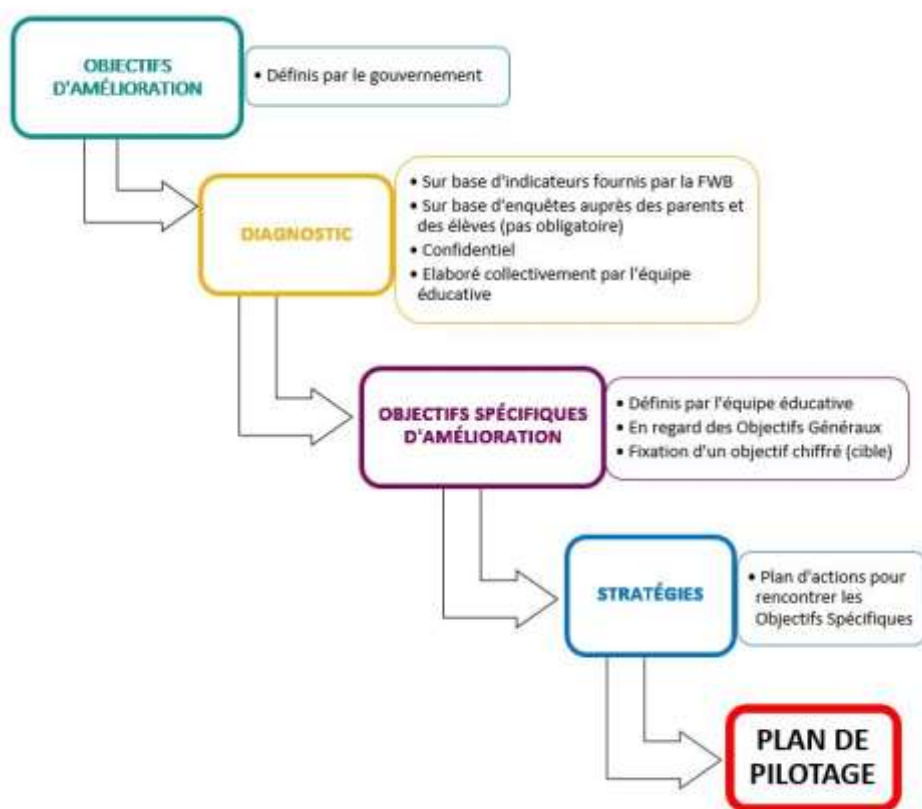 OBJECTIFS
D'AMÉLIORATION
• Définis par le gouvernement
DIAGNOSTIC
• Sur base d'indicateurs fournis par la FWB
• Sur base d'enquêtes auprès des parents et
des élèves (pas obligatoire)
• Confidentiel
• Elaboré collectivement par l'équipe
éducative
OBJECTIFS SPÉCIFIQUES
D'AMÉLIORATION
• Définis par l'équipe éducative
• En regard des Objectifs Généraux
• Fixation d'un objectif chiffré (cible)
STRATÉGIES
• Plan d'actions pour
rencontrer les
Objectifs Spécifiques
PLAN DE
PILOTAGE